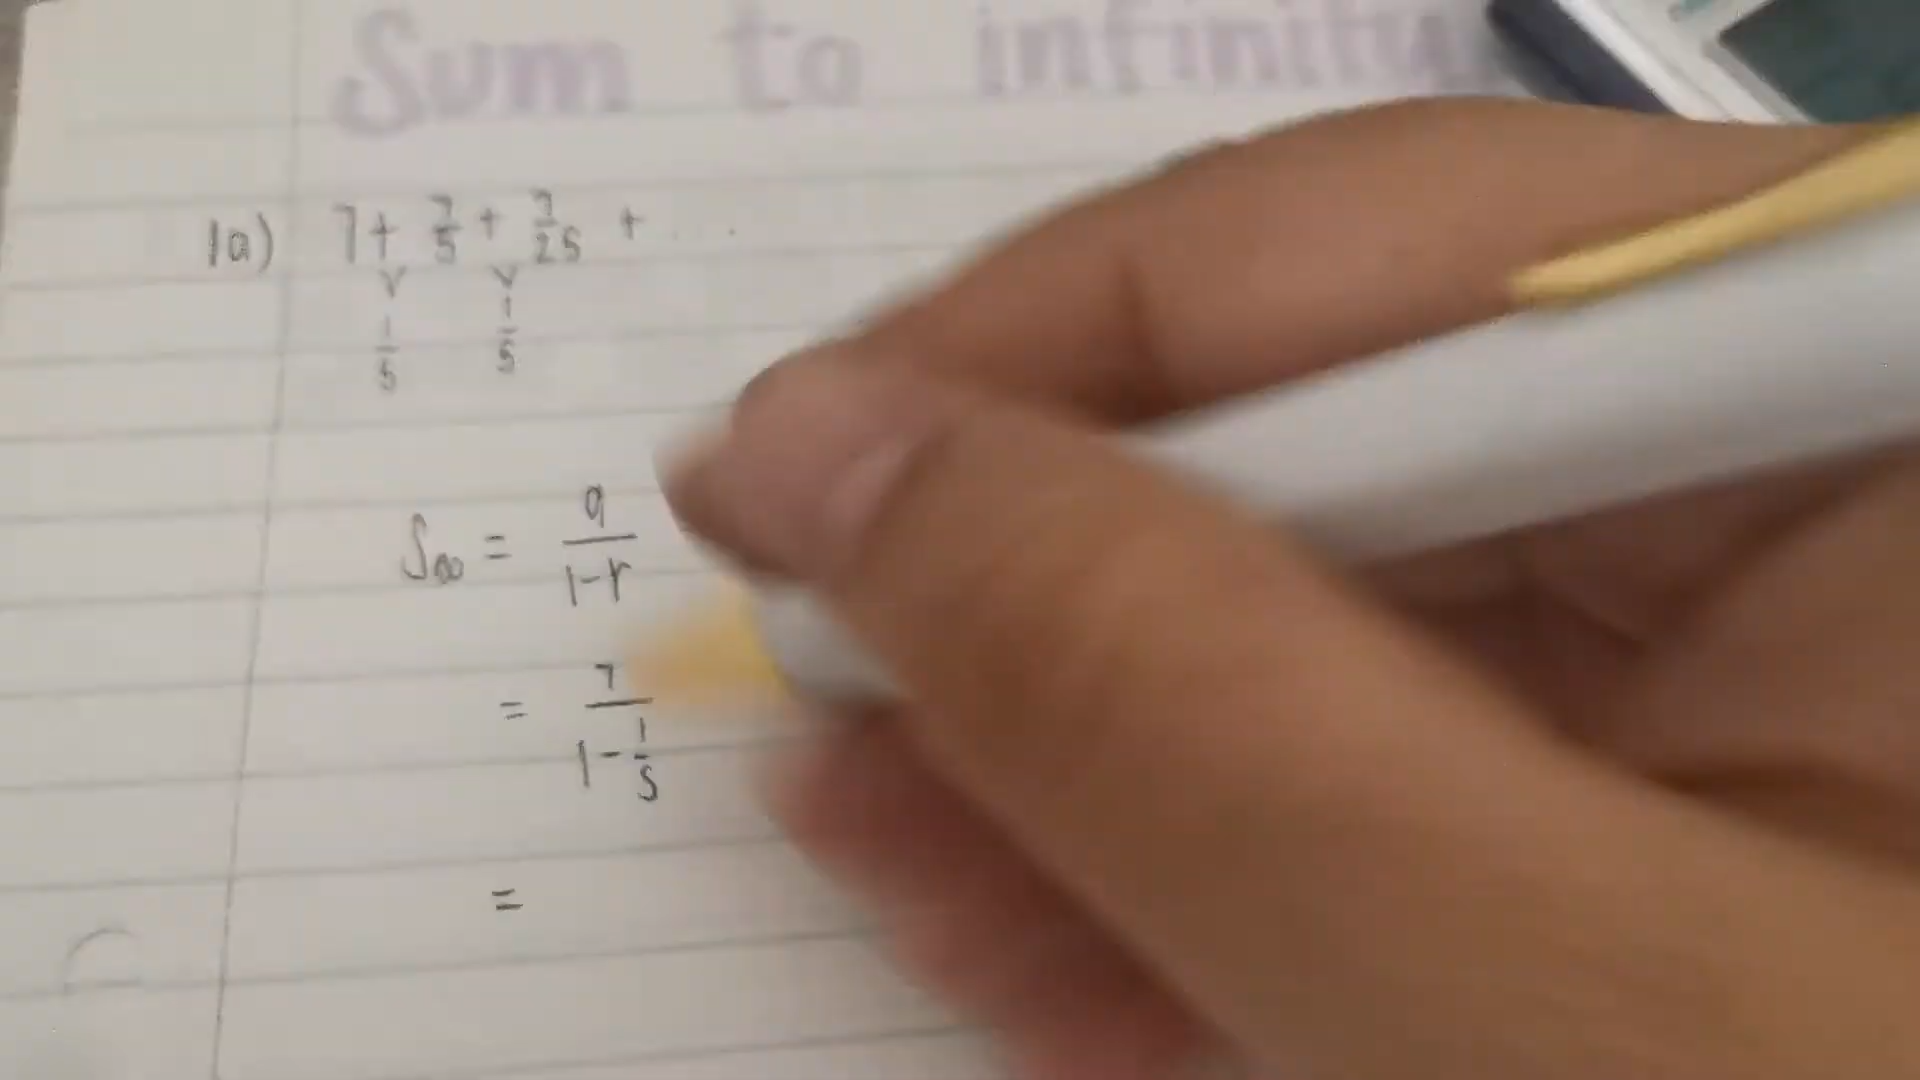 Sum to infinity
1a) 7 + 7/5 + 7/25 + ....
1/5 1/5
S∞ = a/(1-r)
= 7/(1-1/5)
=